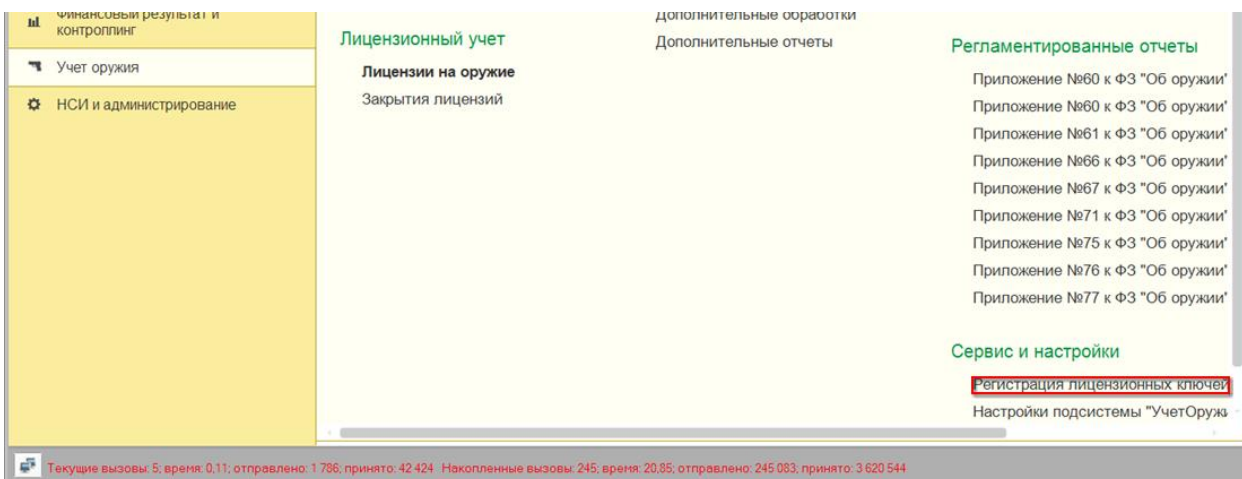 Финансовый результат и
контроллинг
Учет оружия
НСИ и администрирование
Лицензионный учет
Лицензии на оружие
Закрытия лицензий
Дополнительные обработки
Дополнительные отчеты
Регламентированные отчеты
Приложение №60 к ФЗ "Об оружии"
Приложение №60 к ФЗ "Об оружии"
Приложение №61 к ФЗ "Об оружии"
Приложение №66 к ФЗ "Об оружии"
Приложение №67 к ФЗ "Об оружии"
Приложение №71 к ФЗ "Об оружии"
Приложение №75 к ФЗ "Об оружии"
Приложение №76 к ФЗ "Об оружии"
Приложение №77 к ФЗ "Об оружии"
Сервис и настройки
Регистрация лицензионных ключей
Настройки подсистемы "УчетОружи
Текущие вызовы: 5; время: 0,11; отправлено: 1 786; принято: 42 424 Накопленные вызовы: 245; время: 20,85; отправлено: 245 083; принято: 3 620 544